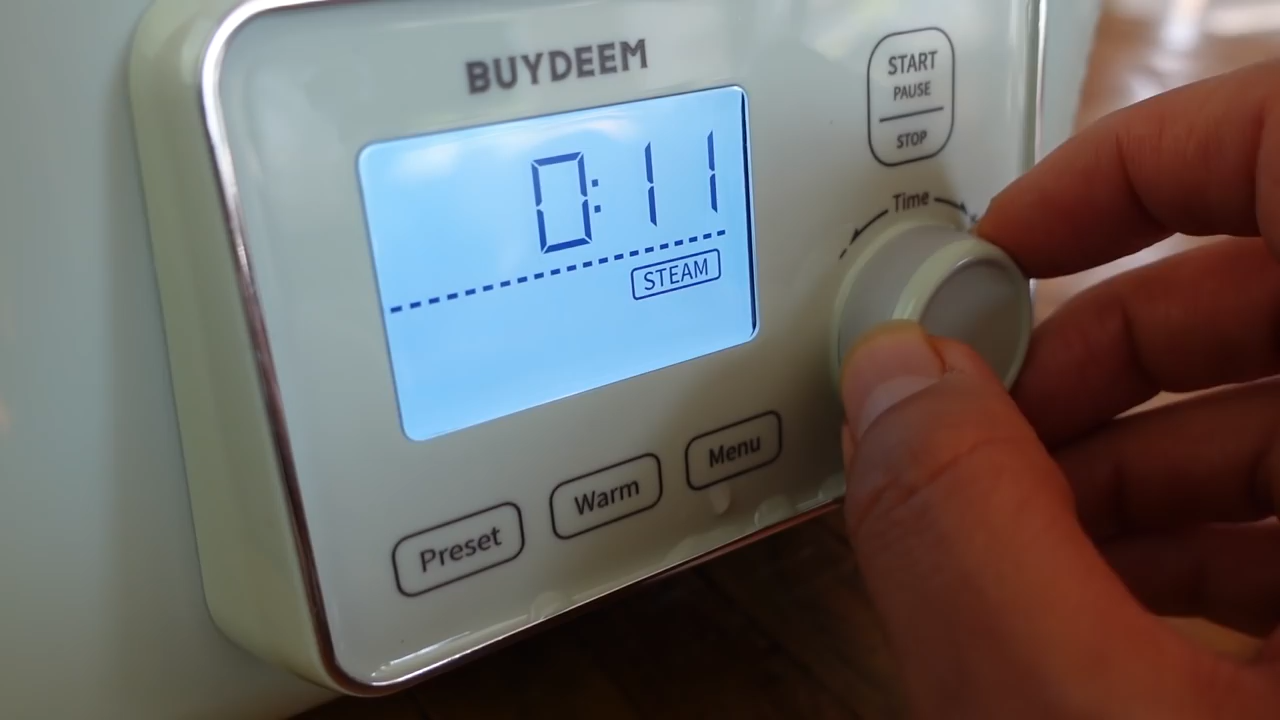 BUYDEEM
0:11
STEAM
START
PAUSE
STOP
Time
Preset
Warm
Menu